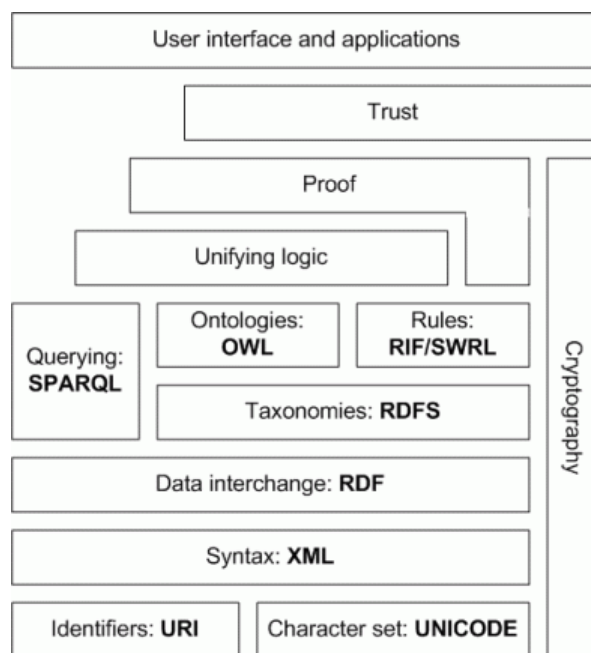 User interface and applications
Trust
Proof
Unifying logic
Querying:
SPARQL
Ontologies:
OWL
Rules:
RIF/SWRL
Taxonomies: RDFS
Cryptography
Data interchange: RDF
Syntax: XML
Identifiers: URI
Character set: UNICODE